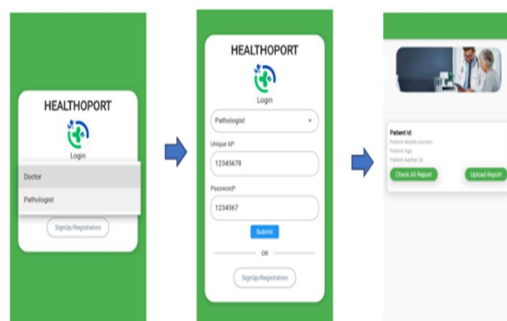 HEALTHOPORT
Login
Doctor
Pathologist
SignUp/Registration
HEALTHOPORT
Login
Pathologist
Unique Id*
12345678
Password*
1234567
Submit
OR
SignUp/Registration
Patient Id
Patient Mobile Number
Patient Age
Patient Aadhar Id
Check All Report
Upload Report